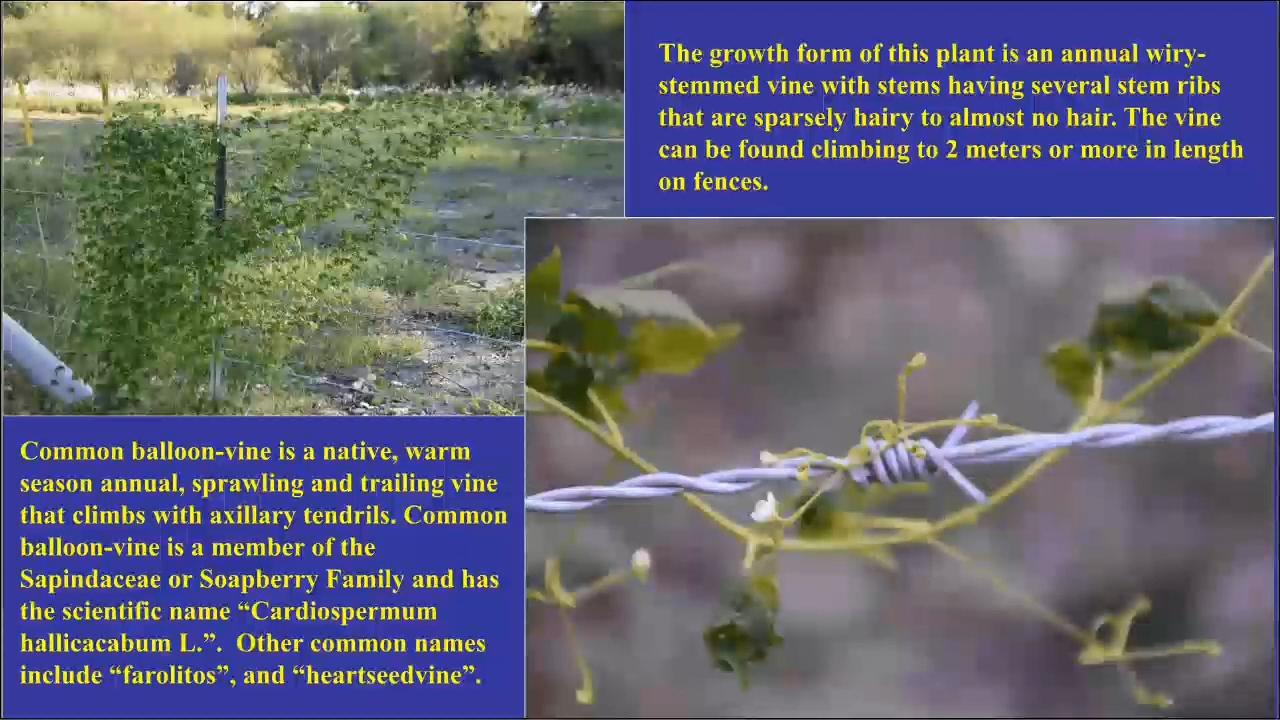 The growth form of this plant is an annual wiry-
stemmed vine with stems having several stem ribs
that are sparsely hairy to almost no hair. The vine
can be found climbing to 2 meters or more in length
on fences.
Common balloon-vine is a native, warm
season annual, sprawling and trailing vine
that climbs with axillary tendrils. Common
balloon-vine is a member of the
Sapindaceae or Soapberry Family and has
the scientific name “Cardiospermum
hallicacabum L.”.  Other common names
include “farolitos”, and “heartseedvine”.